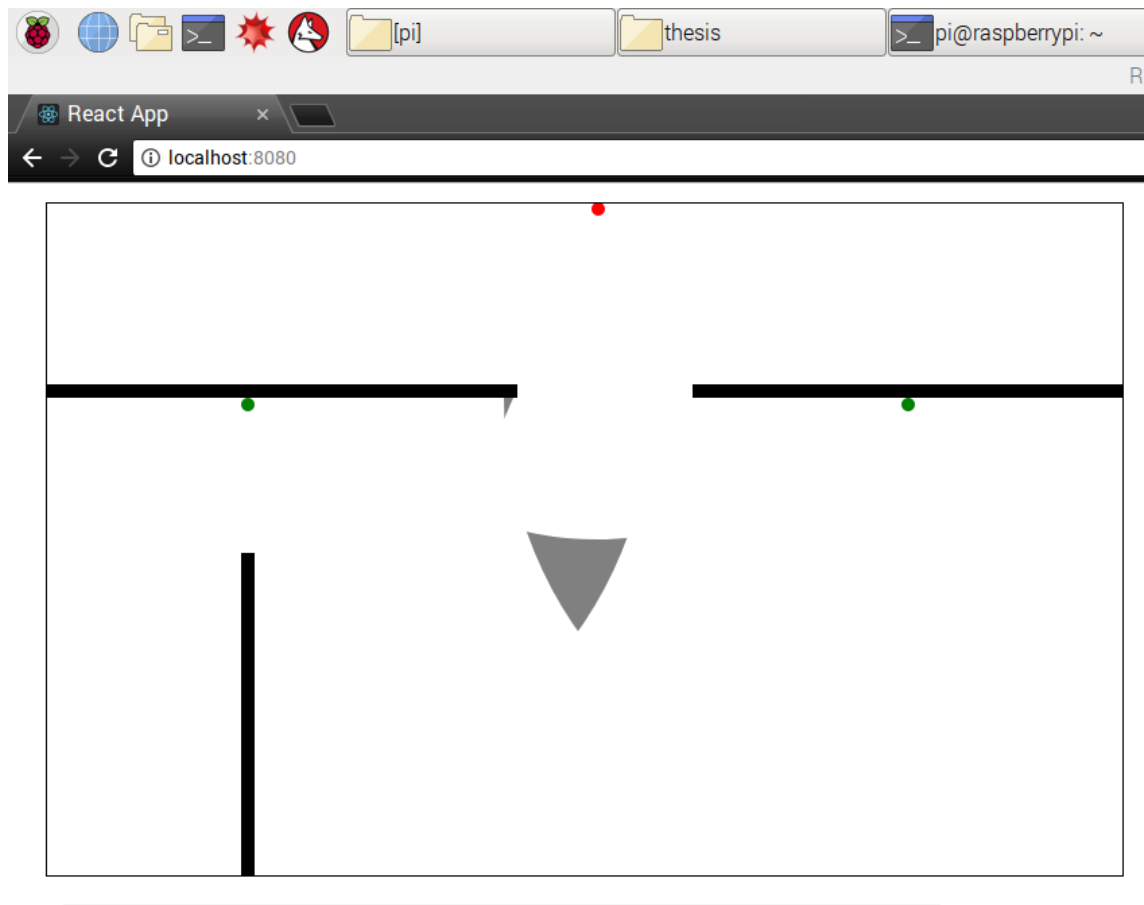 [pi]
thesis
pi@raspberrypi: ~
R
React App
localhost:8080